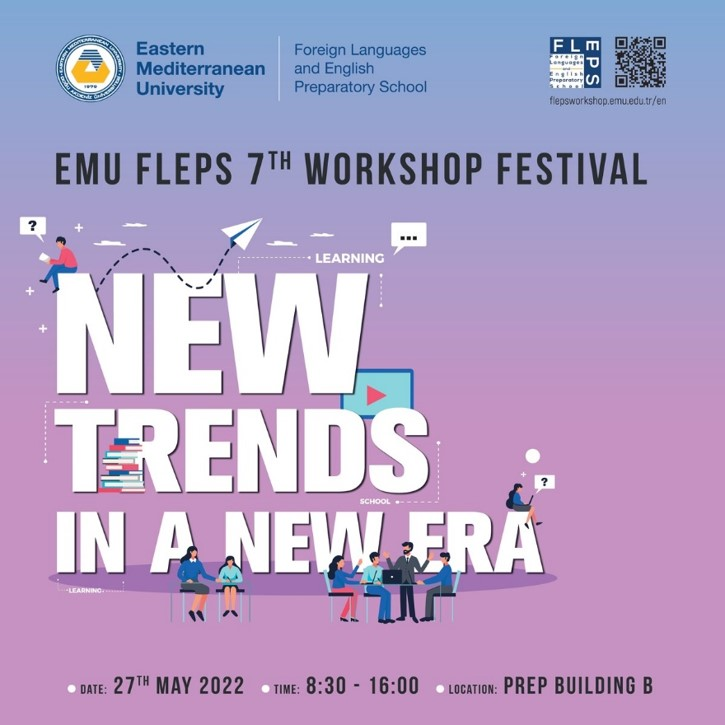 Eastern
Mediterranean
University
Foreign Languages
and English
Preparatory School
FLEPS
Foreign
Languages
and
English
Preparatory
School
flepsworkshop.emu.edu.tr/en
EMU FLEPS 7TH WORKSHOP FESTIVAL
?
...
LEARNING
NEW
TRENDS
SCHOOL
?
IN A NEW ERA
LEARNING
DATE: 27TH MAY 2022 TIME: 8:30 - 16:00 LOCATION: PREP BUILDING B